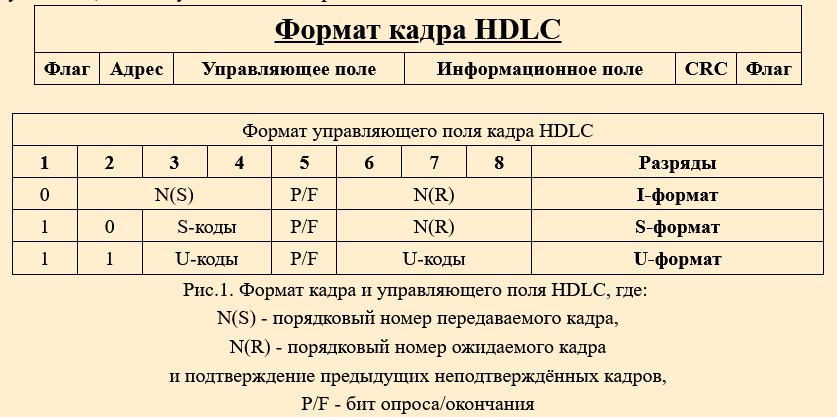 Формат кадра HDLC
Флаг Адрес Управляющее поле Информационное поле CRC Флаг
Формат управляющего поля кадра HDLC
1 2 3 4 5 6 7 8 Разряды
0 N(S) P/F N(R) I-формат
1 0 S-коды P/F N(R) S-формат
1 1 U-коды P/F U-коды U-формат
Рис.1. Формат кадра и управляющего поля HDLC, где:
N(S) - порядковый номер передаваемого кадра,
N(R) - порядковый номер ожидаемого кадра
и подтверждение предыдущих неподтверждённых кадров,
P/F - бит опроса/окончания